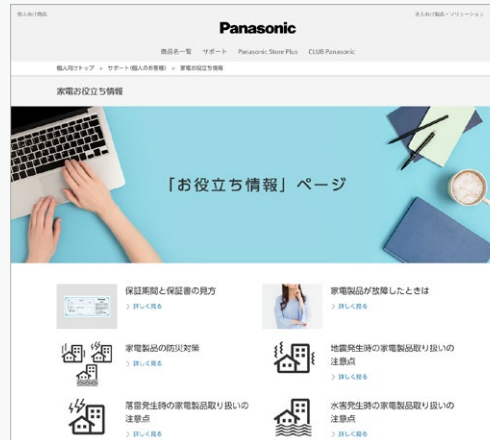 個人向け商品
法人向け製品・ソリューション
Panasonic
商品名一覧 サポート Panasonic Store Plus CLUB Panasonic
個人向けトップ > サポート(個人のお客様) > 家電お役立ち情報
家電お役立ち情報
「お役立ち情報」ページ
保証期間と保証書の見方
> 詳しく見る
家電製品が故障したときは
> 詳しく見る
家電製品の防災対策
> 詳しく見る
地震発生時の家電製品取り扱いの
注意点
> 詳しく見る
落雷発生時の家電製品取り扱いの
注意点
> 詳しく見る
水害発生時の家電製品取り扱いの
注意点
> 詳しく見る